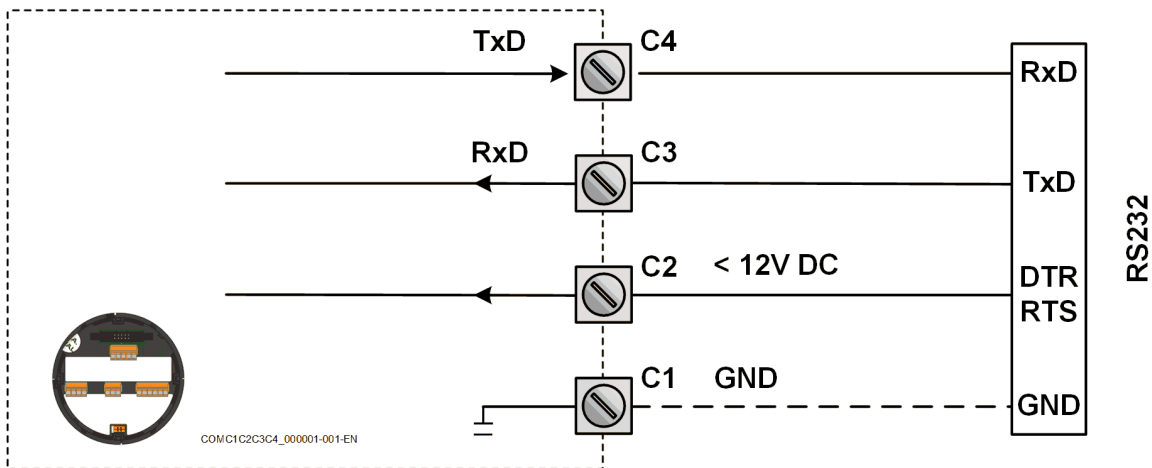 TxD
C4
RxD
RxD
C3
TxD
C2
< 12V DC
DTR
RTS
C1
GND
GND
RS232
COMC1C2C3C4_000001-001-EN